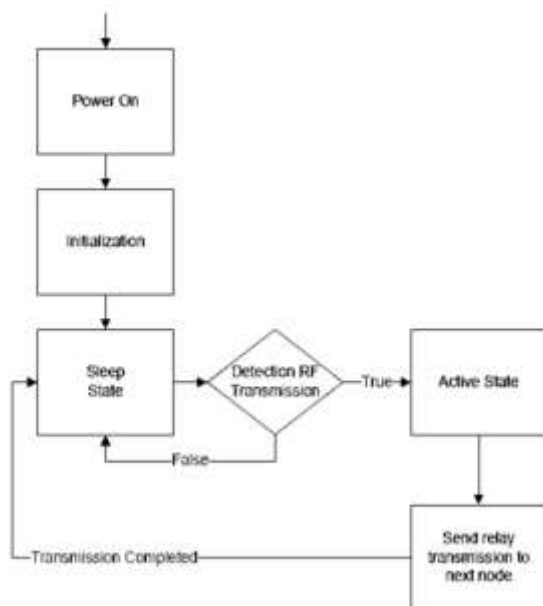 Power On
Initialization
Sleep
State
Detection RF
Transmission
True
Active State
False
Send relay
transmission to
next node
Transmission Completed